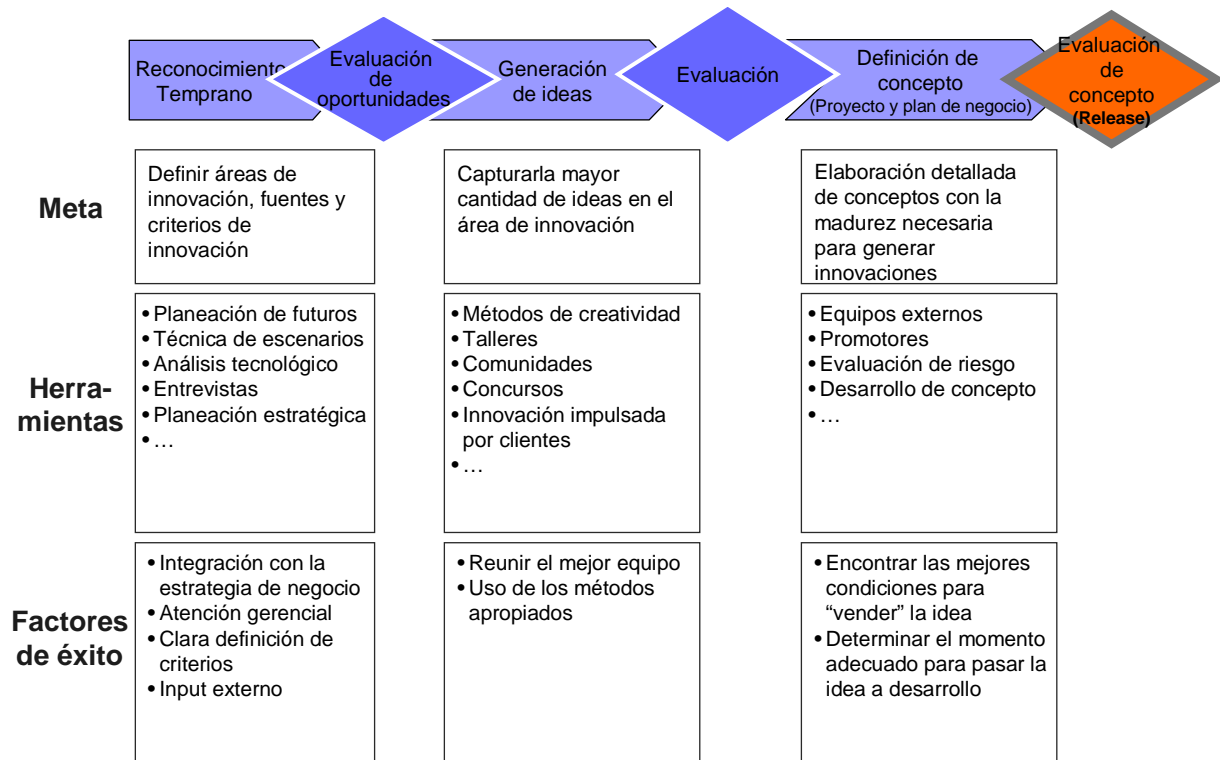 Reconocimiento
Temprano
Evaluación
de
oportunidades
Generación
de ideas
Evaluación
Definición de
concepto
(Proyecto y plan de negocio)
Evaluación
de
concepto
(Release)
Meta
Definir áreas de
innovación, fuentes y
criterios de
innovación
Capturarla mayor
cantidad de ideas en el
área de innovación
Elaboración detallada
de conceptos con la
madurez necesaria
para generar
innovaciones
Herra-
mientas
• Planeación de futuros
• Técnica de escenarios
• Análisis tecnológico
• Entrevistas
• Planeación estratégica
• …
• Métodos de creatividad
• Talleres
• Comunidades
• Concursos
• Innovación impulsada
por clientes
• …
• Equipos externos
• Promotores
• Evaluación de riesgo
• Desarrollo de concepto
• …
Factores
de éxito
• Integración con la
estrategia de negocio
• Atención gerencial
• Clara definición de
criterios
• Input externo
• Reunir el mejor equipo
• Uso de los métodos
apropiados
• Encontrar las mejores
condiciones para
“vender” la idea
• Determinar el momento
adecuado para pasar la
idea a desarrollo